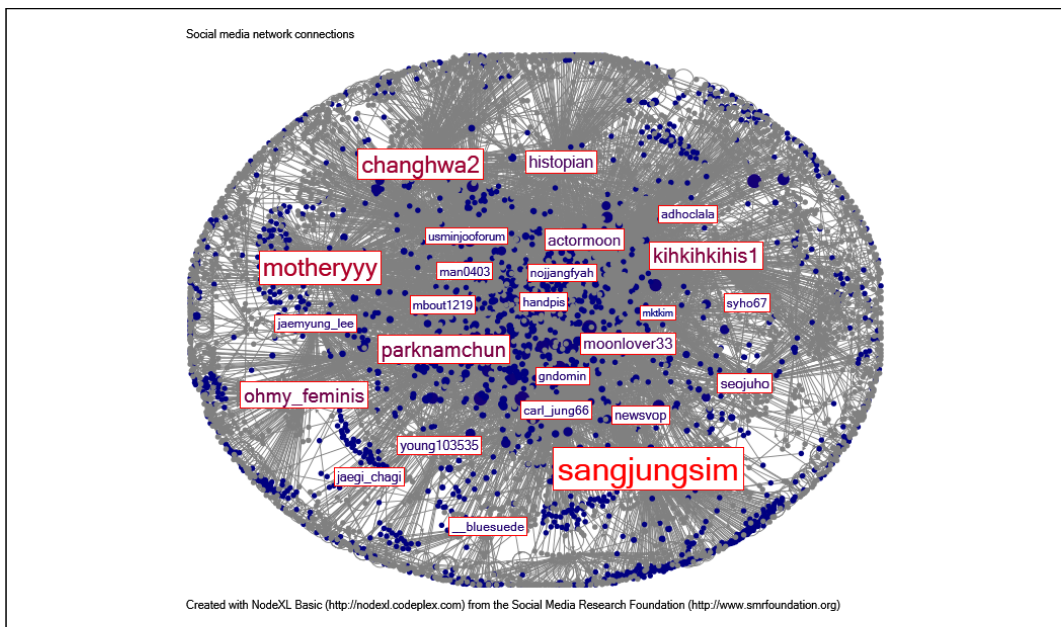 Social media network connections
changhwa2
histopian
adhoclala
usminjooforum
actormoon
kihkihkihis1
motheryyy
man0403
nojjangfyah
mbout1219
handpis
mktkim
syho67
jaemyung_lee
parknamchun
moonlover33
gndomin
seojuho
ohmy_feminis
carl_jung66
newsvop
young103535
sangjungsim
jaegi_chagi
__bluesuede
Created with NodeXL Basic (http://nodexl.codeplex.com) from the Social Media Research Foundation (http://www.smrfoundation.org)